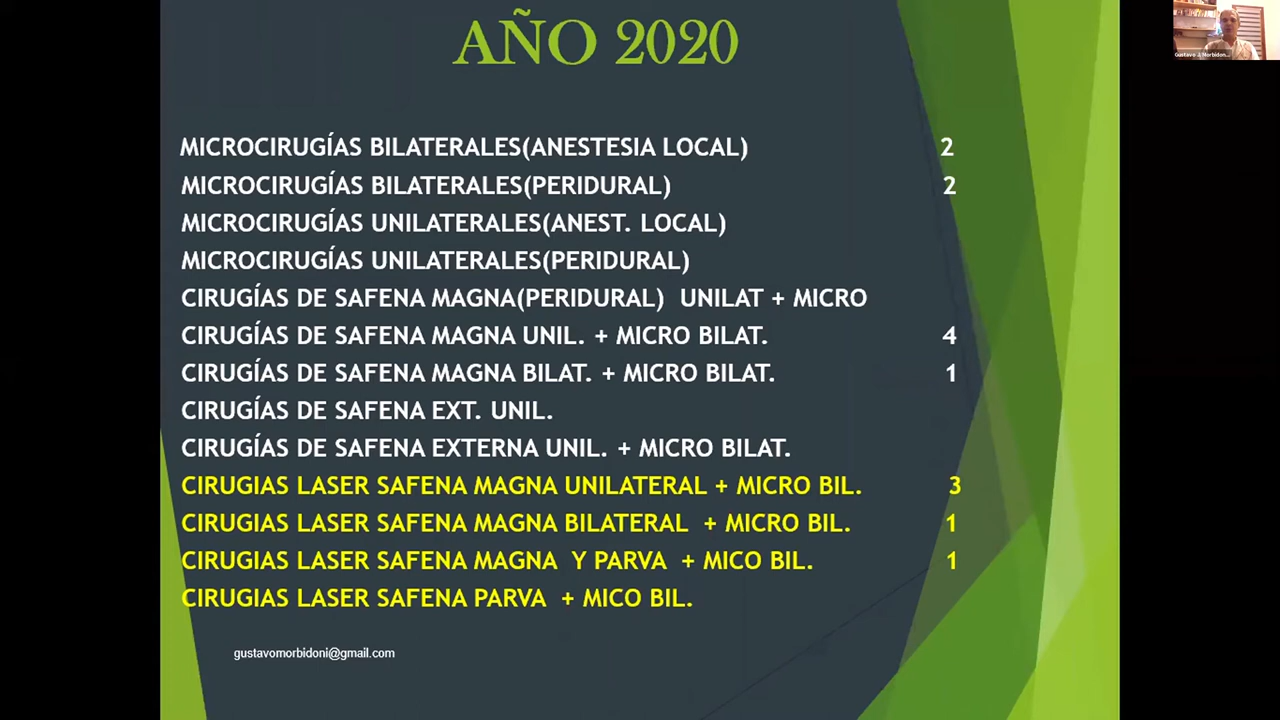 AÑO 2020
MICROCIRUGÍAS BILATERALES(ANESTESIA LOCAL) 2
MICROCIRUGÍAS BILATERALES(PERIDURAL) 2
MICROCIRUGÍAS UNILATERALES(ANEST. LOCAL)
MICROCIRUGÍAS UNILATERALES(PERIDURAL)
CIRUGÍAS DE SAFENA MAGNA(PERIDURAL) UNILAT + MICRO
CIRUGÍAS DE SAFENA MAGNA UNIL. + MICRO BILAT. 4
CIRUGÍAS DE SAFENA MAGNA BILAT. + MICRO BILAT. 1
CIRUGÍAS DE SAFENA EXT. UNIL.
CIRUGÍAS DE SAFENA EXTERNA UNIL. + MICRO BILAT.
CIRUGIAS LASER SAFENA MAGNA UNILATERAL + MICRO BIL. 3
CIRUGIAS LASER SAFENA MAGNA BILATERAL + MICRO BIL. 1
CIRUGIAS LASER SAFENA MAGNA Y PARVA + MICO BIL. 1
CIRUGIAS LASER SAFENA PARVA + MICO BIL.
gustavomorbidoni@gmail.com
Gustavo J. Morbidon...